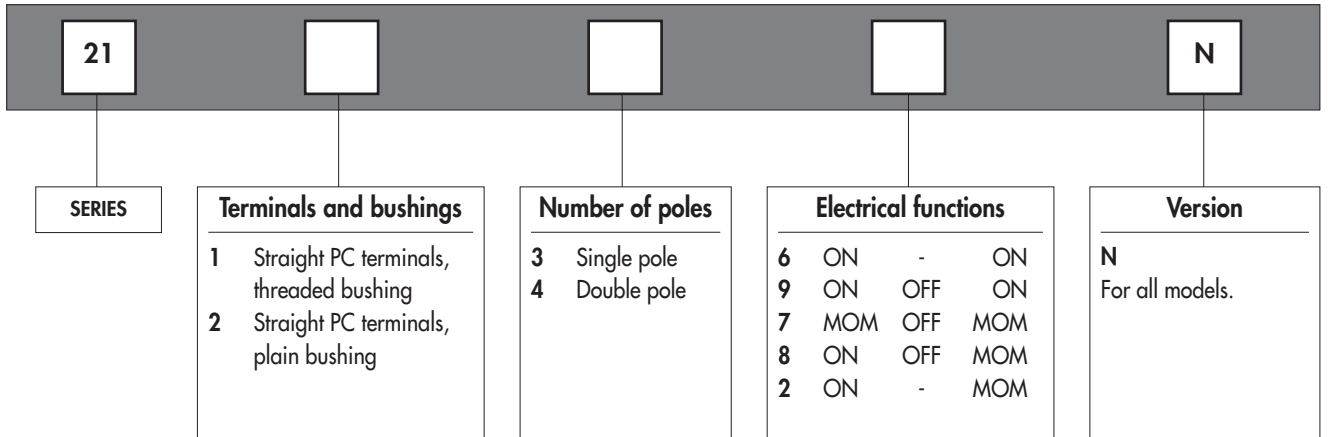 21
N
SERIES
Terminals and bushings
1 Straight PC terminals,
threaded bushing
2 Straight PC terminals,
plain bushing
Number of poles
3 Single pole
4 Double pole
Electrical functions
6 ON - ON
9 ON OFF ON
7 MOM OFF MOM
8 ON OFF MOM
2 ON - MOM
Version
N
For all models.